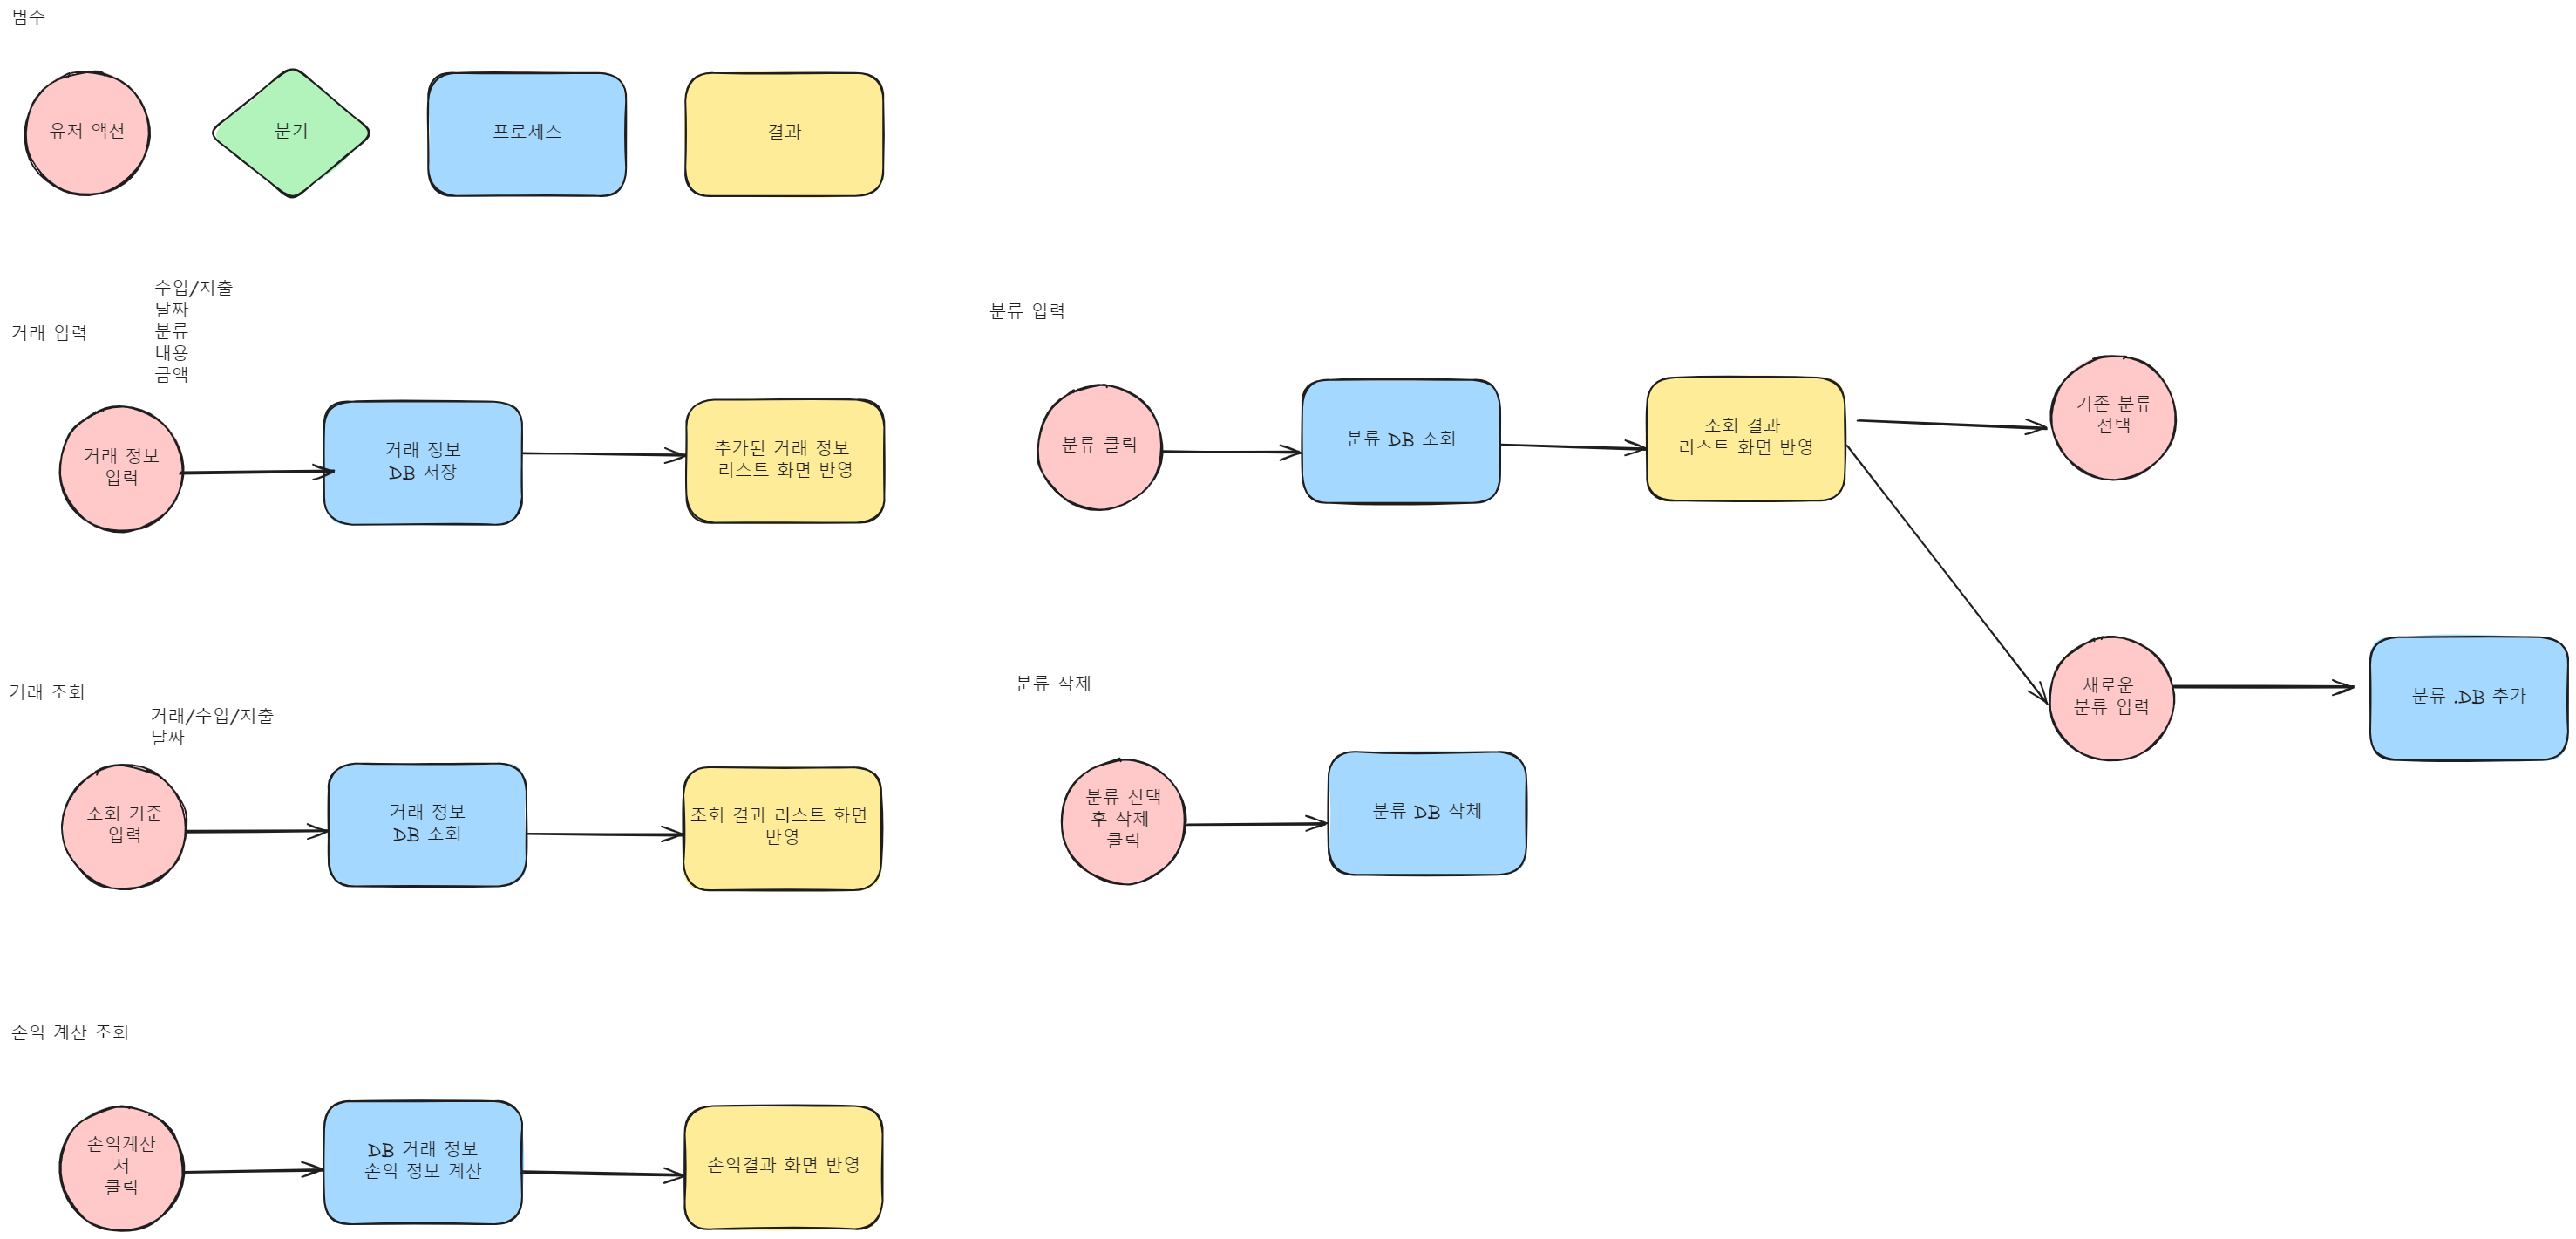 범주
유저 액션
분기
프로세스
결과
거래 입력
수입/지출
날짜
분류
내용
금액
거래 정보
입력
거래 정보
DB 저장
추가된 거래 정보
리스트 화면 반영
분류 입력
분류 클릭
분류 DB 조회
조회 결과
리스트 화면 반영
기존 분류
선택
새로운
분류 입력
분류 .DB 추가
거래 조회
거래/수입/지출
날짜
조회 기준
입력
거래 정보
DB 조회
조회 결과 리스트 화면
반영
분류 삭제
분류 선택
후 삭제
클릭
분류 DB 삭제
손익 계산 조회
손익계산
서
클릭
DB 거래 정보
손익 정보 계산
손익결과 화면 반영